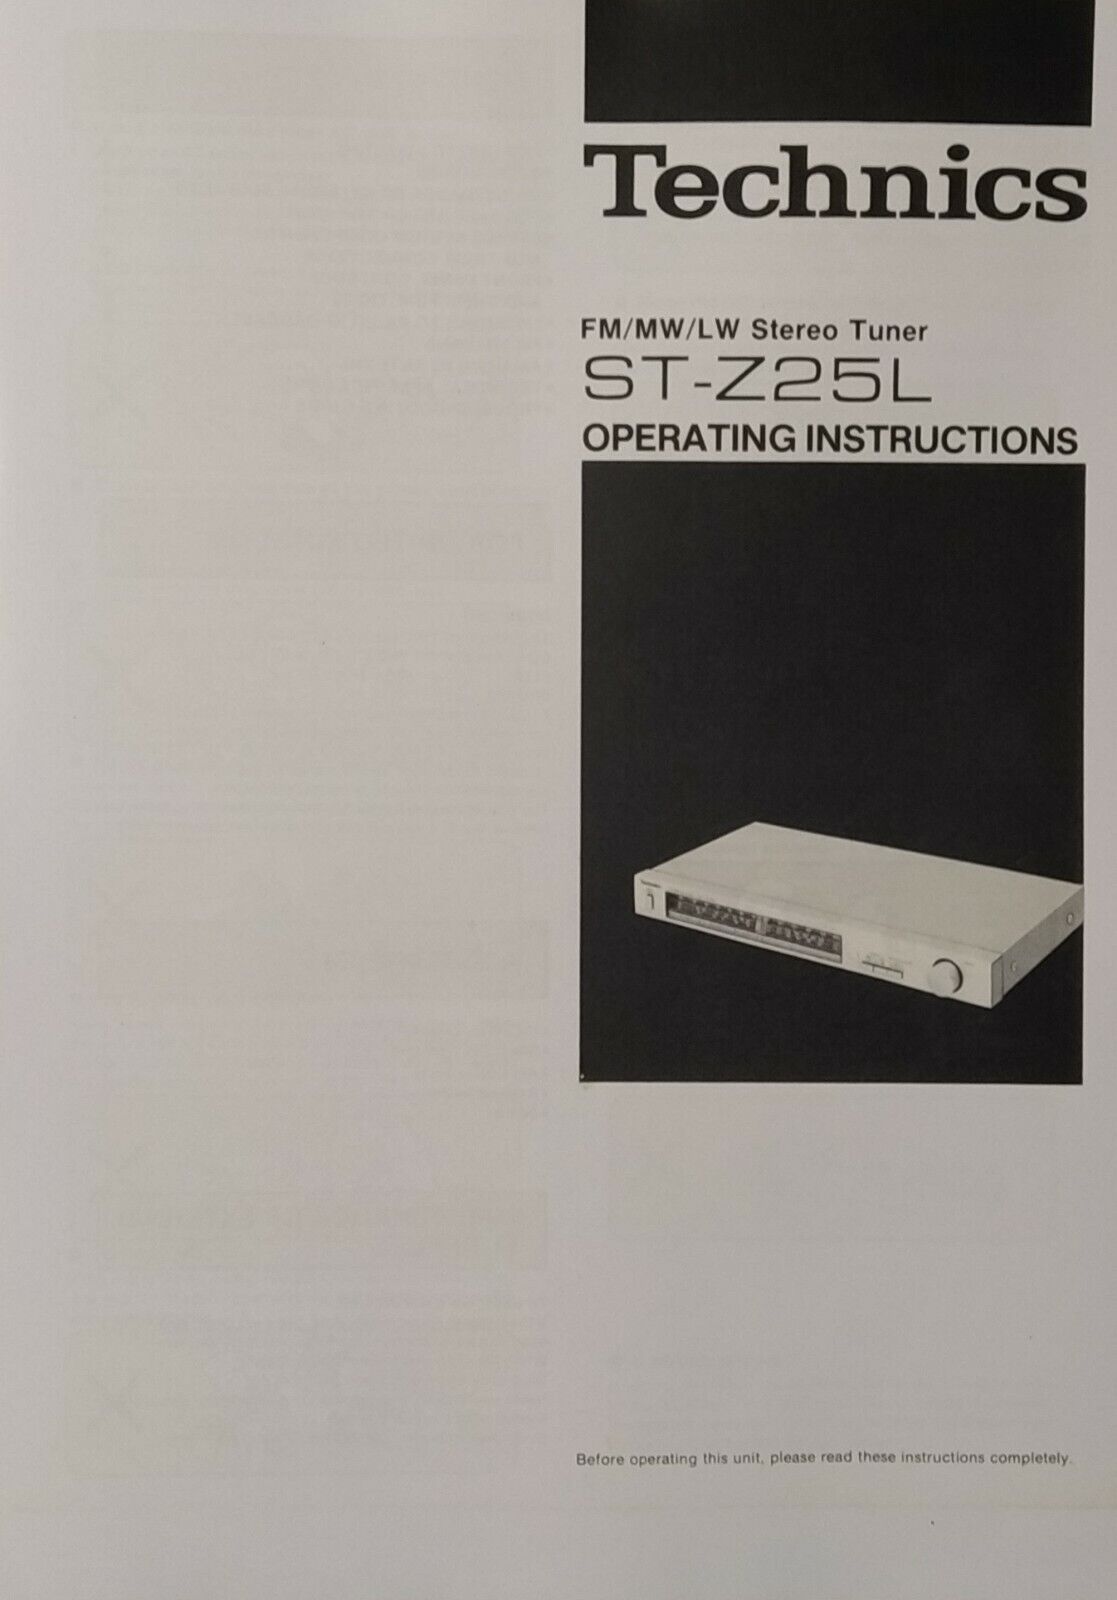 Technics
FM/MW/LW Stereo Tuner
ST-Z25L
OPERATING INSTRUCTIONS
Technics
Before operating this unit, please read these instructions completely.